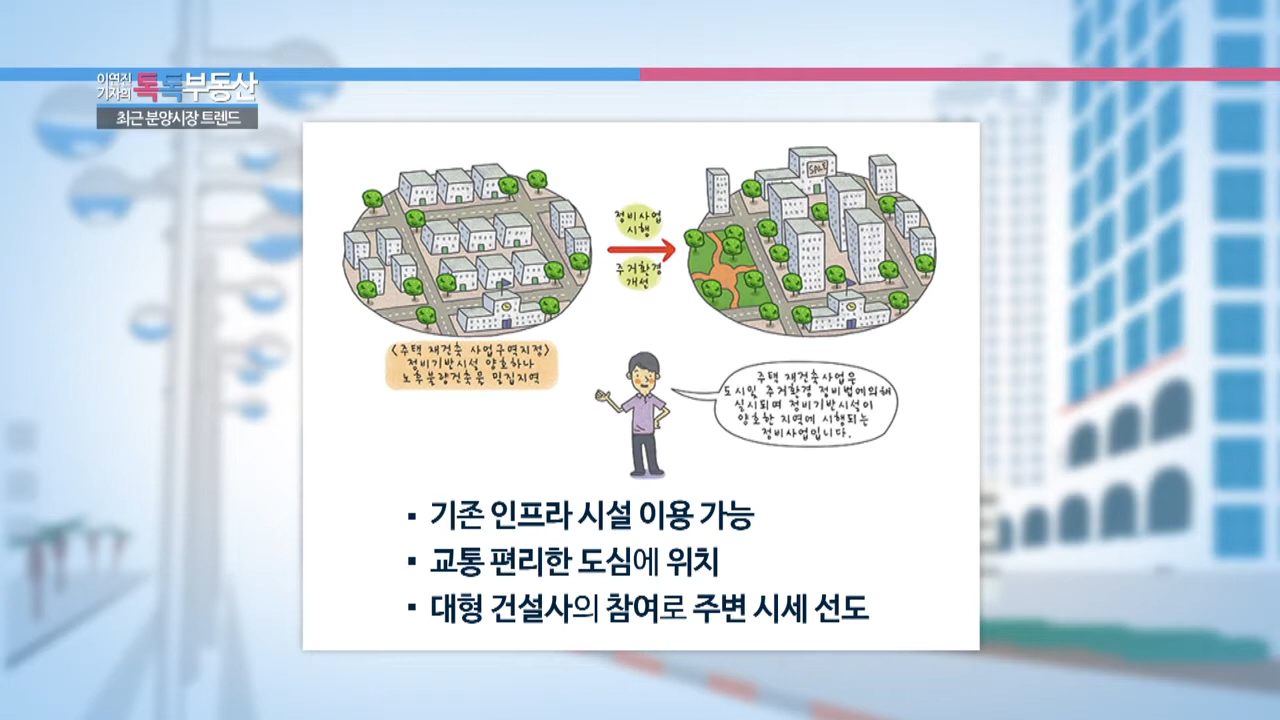 이역진
기자의 톡톡부동산
최근 분양시장 트렌드
SALE
정비사업
시행
주거환경
개선
<주택 재건축 사업구역지정>
정비기반시설 양호하나
노후불량건축물 밀집지역
주택 재건축사업은
도시및 주거환경 정비법에의해
실시되며 정비기반시설이
양호한 지역에 시행되는
정비사업입니다.
▪ 기존 인프라 시설 이용 가능
▪ 교통 편리한 도심에 위치
▪ 대형 건설사의 참여로 주변 시세 선도